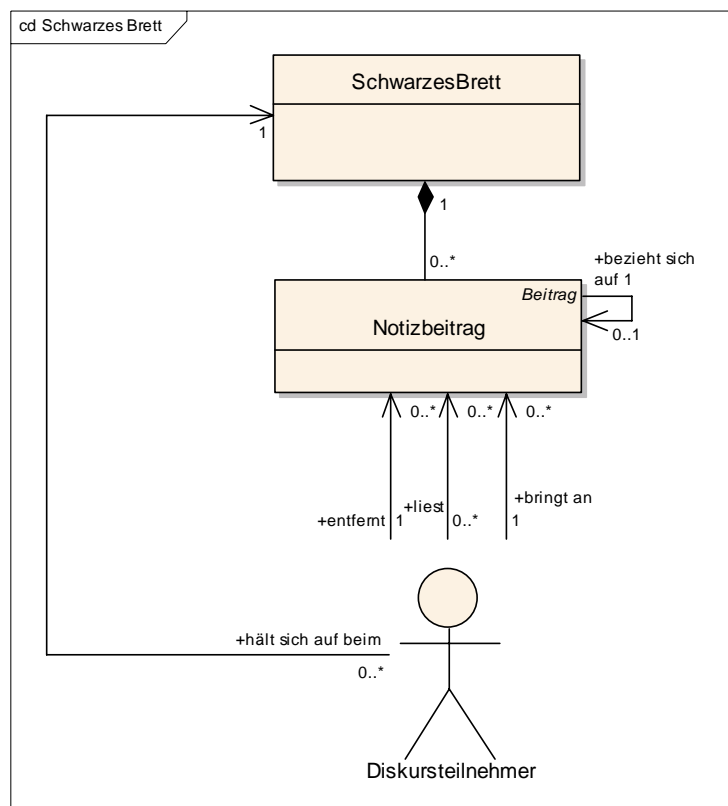 cd Schwarzes Brett
SchwarzesBrett
1
1
0..*
+bezieht sich
auf 1
Beitrag
0..1
Notizbeitrag
0..*
0..*
0..*
+bringt an
+liest
+entfernt
1
0..*
1
+hält sich auf beim
0..*
Diskursteilnehmer